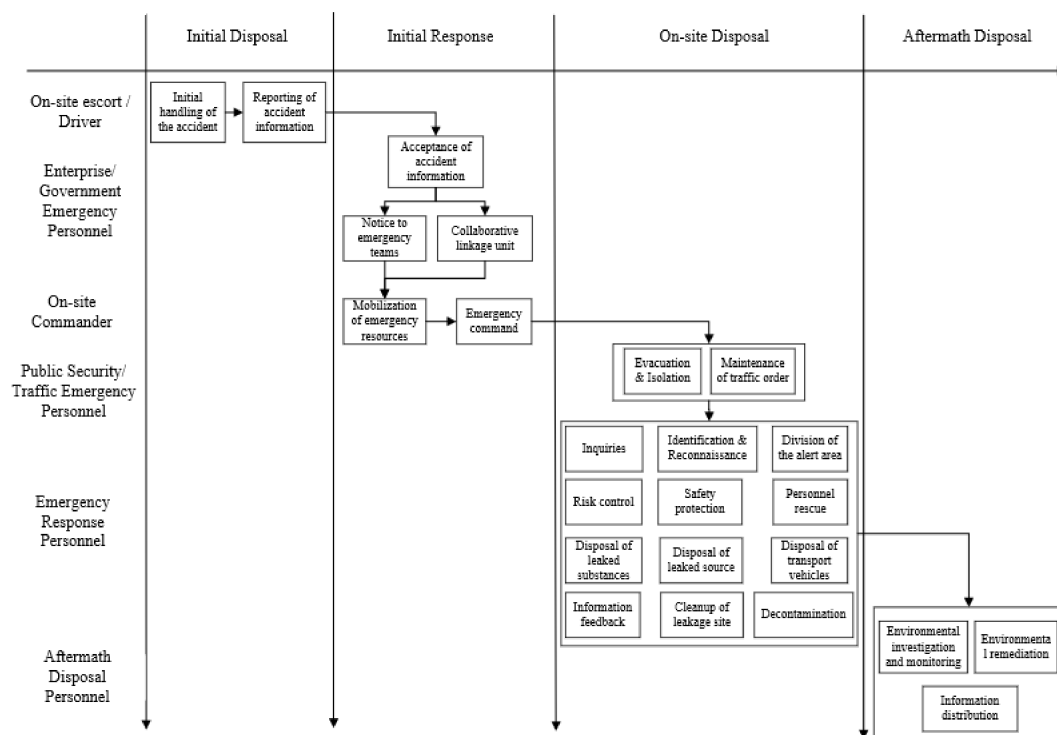 Initial Disposal
Initial Response
On-site Disposal
Aftermath Disposal
On-site escort /
Driver
Initial
handling of
the accident
Reporting of
accident
information
Acceptance of
accident
information
Enterprise/
Government
Emergency
Personnel
Notice to
emergency
teams
Collaborative
linkage unit
On-site
Commander
Mobilization
of emergency
resources
Emergency
command
Public Security/
Traffic Emergency
Personnel
Evacuation
& Isolation
Maintenance
of traffic order
Emergency
Response
Personnel
Inquiries
Identification &
Reconnaissance
Division of
the alert area
Risk control
Safety
protection
Personnel
rescue
Disposal of
leaked
substances
Disposal of
leaked source
Disposal of
transport
vehicles
Information
feedback
Cleanup of
leakage site
Decontamination
Aftermath
Disposal
Personnel
Environmental
investigation
and monitoring
Environmenta
l remediation
Information
distribution